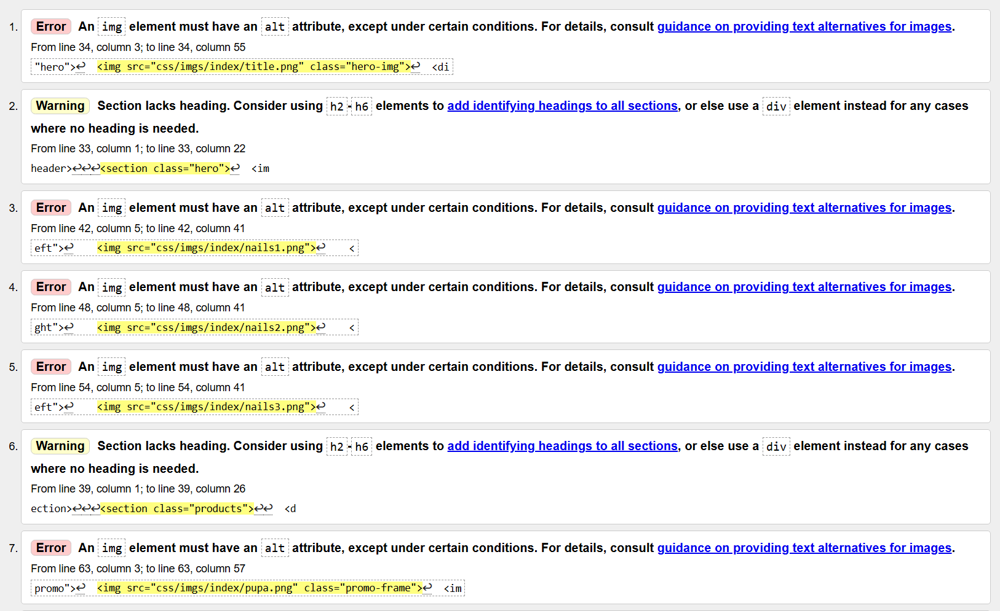 1. Error An img element must have an alt attribute, except under certain conditions. For details, consult guidance on providing text alternatives for images.
From line 34, column 3; to line 34, column 55
"hero">↩ <img src="css/imgs/index/title.png" class="hero-img">↩ <di
2. Warning Section lacks heading. Consider using h2-h6 elements to add identifying headings to all sections, or else use a div element instead for any cases
where no heading is needed.
From line 33, column 1; to line 33, column 22
header>↩↩↩<section class="hero">↩ <im
3. Error An img element must have an alt attribute, except under certain conditions. For details, consult guidance on providing text alternatives for images.
From line 42, column 5; to line 42, column 41
eft">↩ <img src="css/imgs/index/nails1.png">↩ <
4. Error An img element must have an alt attribute, except under certain conditions. For details, consult guidance on providing text alternatives for images.
From line 48, column 5; to line 48, column 41
ght">↩ <img src="css/imgs/index/nails2.png">↩ <
5. Error An img element must have an alt attribute, except under certain conditions. For details, consult guidance on providing text alternatives for images.
From line 54, column 5; to line 54, column 41
eft">↩ <img src="css/imgs/index/nails3.png">↩ <
6. Warning Section lacks heading. Consider using h2-h6 elements to add identifying headings to all sections, or else use a div element instead for any cases
where no heading is needed.
From line 39, column 1; to line 39, column 26
ection>↩↩↩<section class="products">↩↩ <d
7. Error An img element must have an alt attribute, except under certain conditions. For details, consult guidance on providing text alternatives for images.
From line 63, column 3; to line 63, column 57
promo">↩ <img src="css/imgs/index/pupa.png" class="promo-frame">↩ <im